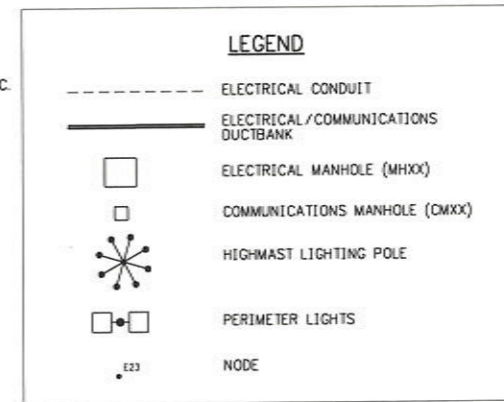 LEGEND
C.
ELECTRICAL CONDUIT
ELECTRICAL/COMMUNICATIONS
DUCTBANK
ELECTRICAL MANHOLE (MHXX)
COMMUNICATIONS MANHOLE (CMXX)
HIGHMAST LIGHTING POLE
PERIMETER LIGHTS
E23
NODE